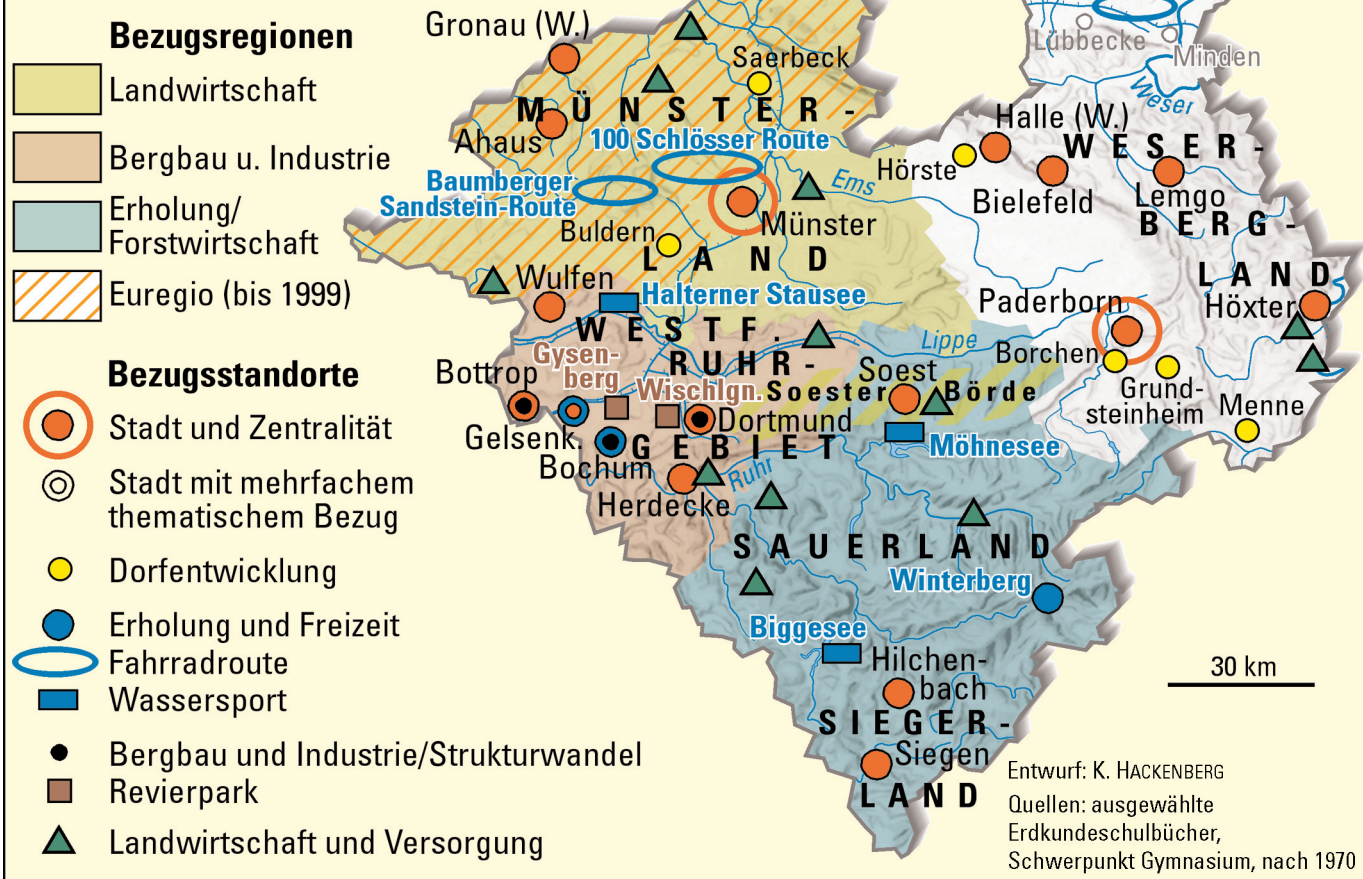 Bezugsregionen
Landwirtschaft
Bergbau u. Industrie
Erholung/
Forstwirtschaft
Euregio (bis 1999)
Bezugsstandorte
Stadt und Zentralität
Stadt mit mehrfachem
thematischem Bezug
Dorfentwicklung
Erholung und Freizeit
Fahrradroute
Wassersport
Bergbau und Industrie/Strukturwandel
Revierpark
Landwirtschaft und Versorgung
Gronau (W.)
Saerbeck
Lübbecke
Minden
Weser
MÜNSTER-
Ahaus
100 Schlösser Route
Halle (W.)
WESER-
Hörste
Baumberger
Sandstein-Route
Ems
Bielefeld
Lemgo
BERG-
Münster
Buldern
LAND
LAND
Wulfen
Halterner Stausee
Paderborn
Höxter
WESTF.
Lippe
Gysen-
berg
RUHR-
Borchen
Bottrop
Wischlgn.
Soest
Soester Börde
Grund-
steinheim
Menne
Dortmund
Gelsenk.
GEBIET
Möhnesee
Bochum
Ruhr
Herdecke
SAUERLAND
Winterberg
Biggesee
Hilchen-
bach
30 km
SIEGER-
Siegen
LAND
Entwurf: K. HACKENBERG
Quellen: ausgewählte
Erdkundeschulbücher,
Schwerpunkt Gymnasium, nach 1970